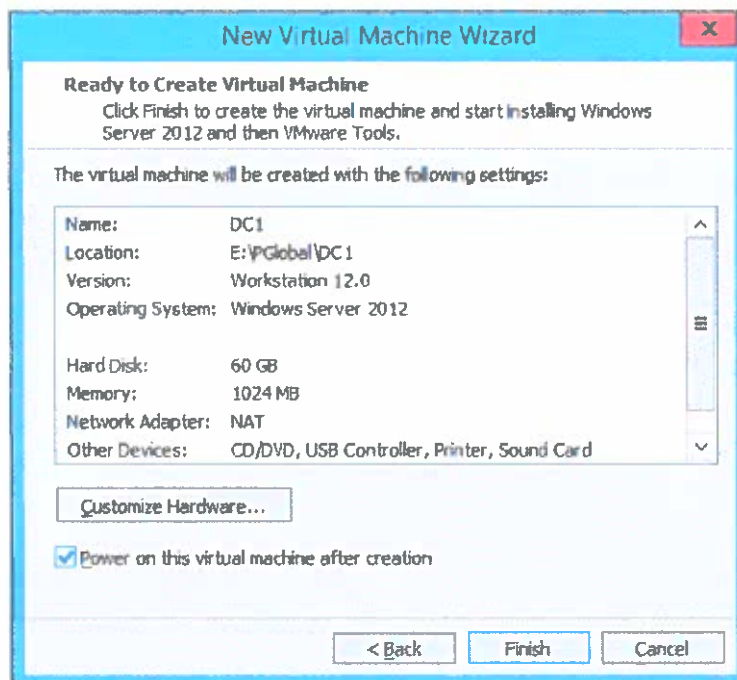 New Virtual Machine Wizard
X
Ready to Create Virtual Machine
Click Finish to create the virtual machine and start installing Windows
Server 2012 and then VMware Tools.
The virtual machine will be created with the following settings:
Name: DC1
Location: E:\PGlobal\DC1
Version: Workstation 12.0
Operating System: Windows Server 2012
Hard Disk: 60 GB
Memory: 1024 MB
Network Adapter: NAT
Other Devices: CD/DVD, USB Controller, Printer, Sound Card
Customize Hardware...
Power on this virtual machine after creation
< Back Finish Cancel